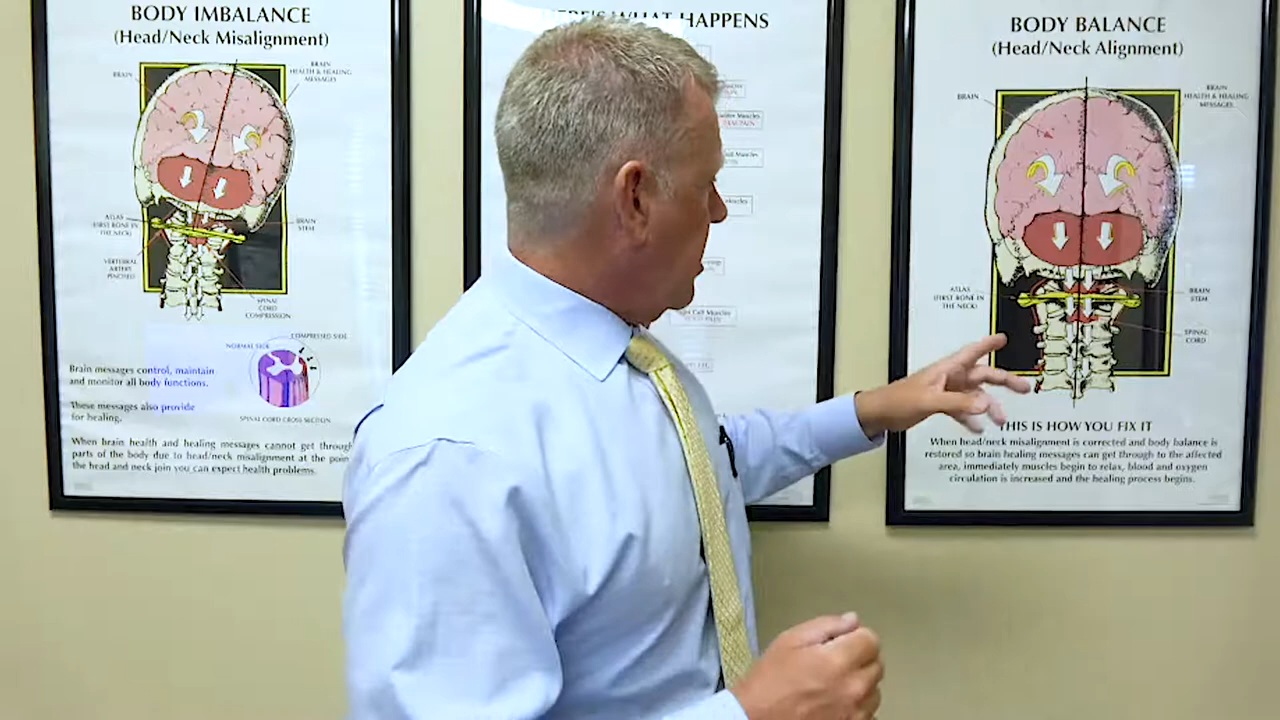 BODY IMBALANCE
(Head/Neck Misalignment)
BRAIN
BRAIN
HEALTH & HEALING
MESSAGES
ATLAS
(FIRST BONE IN
THE NECK)
BRAIN
STEM
VERTEBRAL
ARTERY
PINCHED
SPINAL
CORD
COMPRESSION
COMPRESSED SIDE
NORMAL SIDE
SPINAL CORD CROSS SECTION
Brain messages control, maintain
and monitor all body functions.
These messages also provide
for healing.
When brain health and healing messages cannot get through
parts of the body due to head/neck misalignment at the poin
the head and neck join you can expect health problems.
WHAT HAPPENS
Muscles
Muscles
Calf Muscles
BODY BALANCE
(Head/Neck Alignment)
BRAIN
BRAIN
HEALTH & HEALING
MESSAGES
ATLAS
(FIRST BONE IN
THE NECK)
BRAIN
STEM
SPINAL
CORD
THIS IS HOW YOU FIX IT
When head/neck misalignment is corrected and body balance is
restored so brain healing messages can get through to the affected
area, immediately muscles begin to relax, blood and oxygen
circulation is increased and the healing process begins.